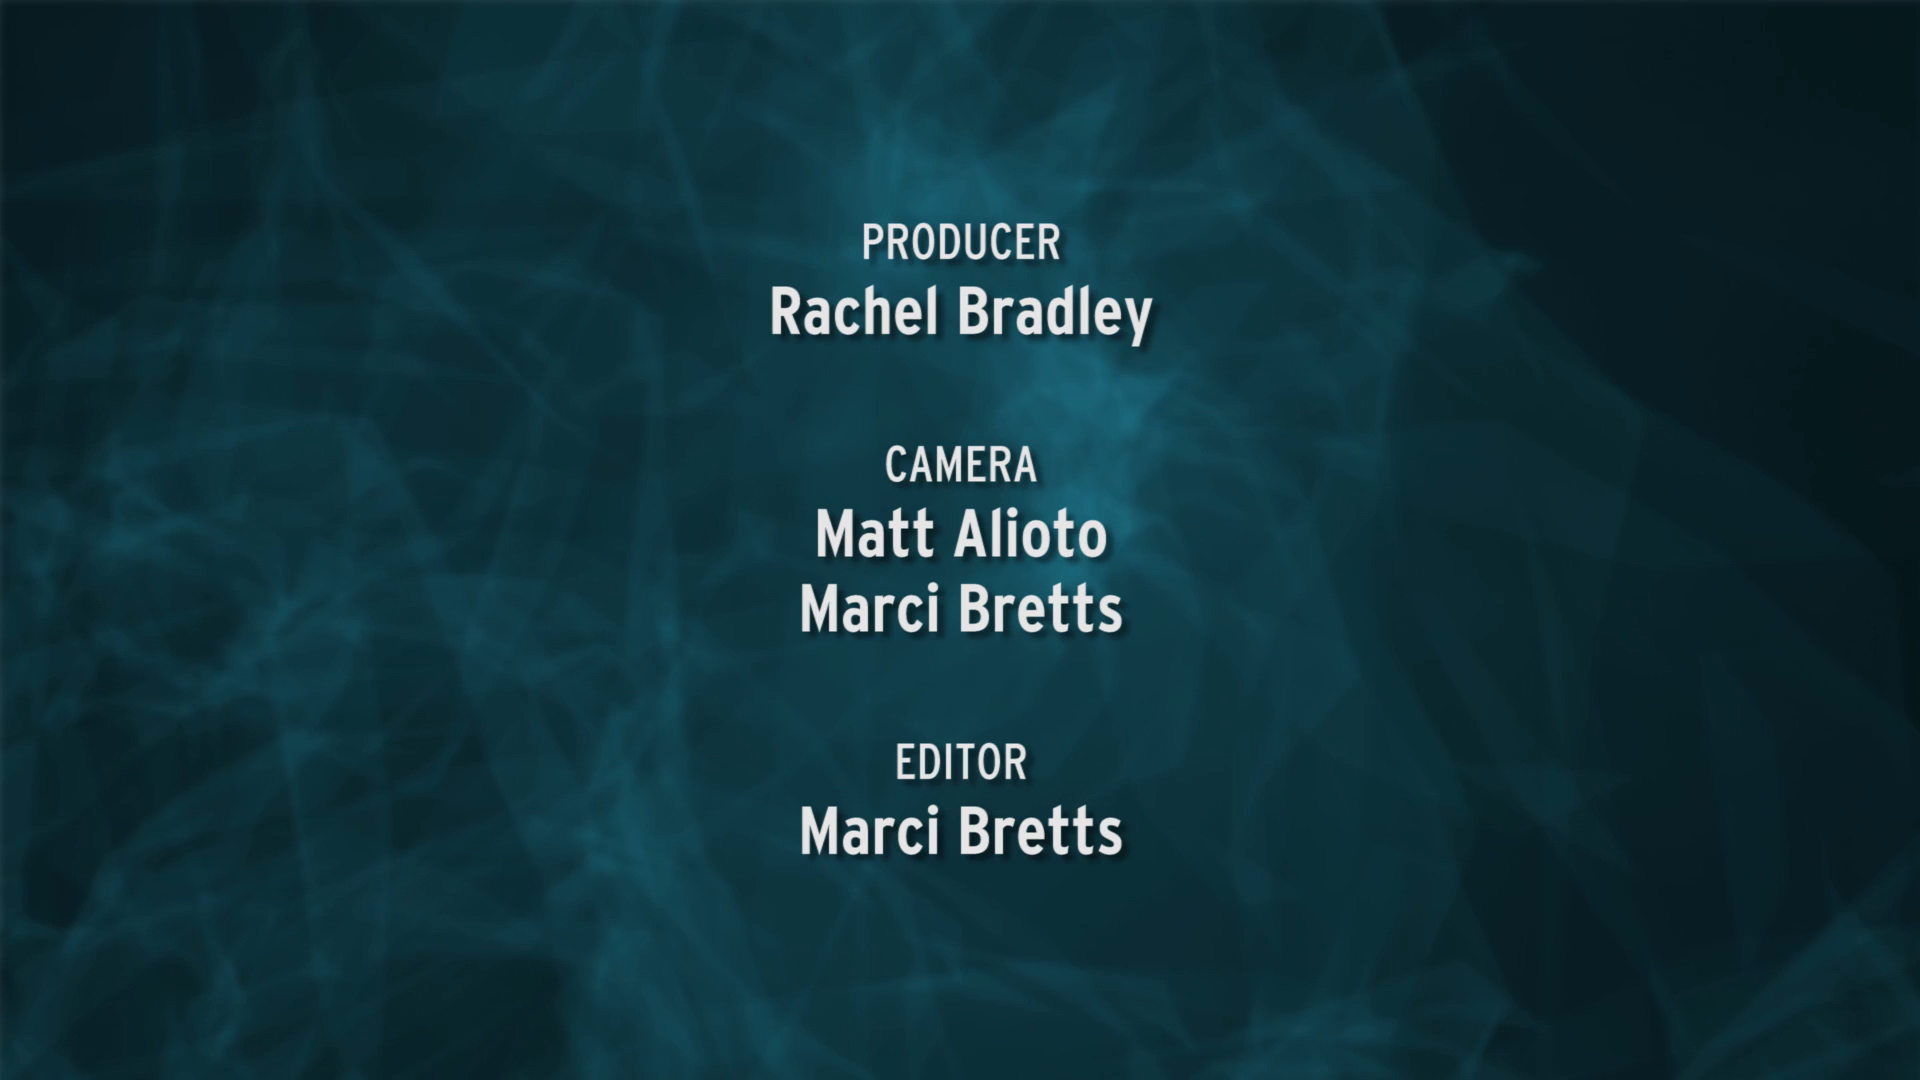 PRODUCER
Rachel Bradley
CAMERA
Matt Alioto
Marci Bretts
EDITOR
Marci Bretts